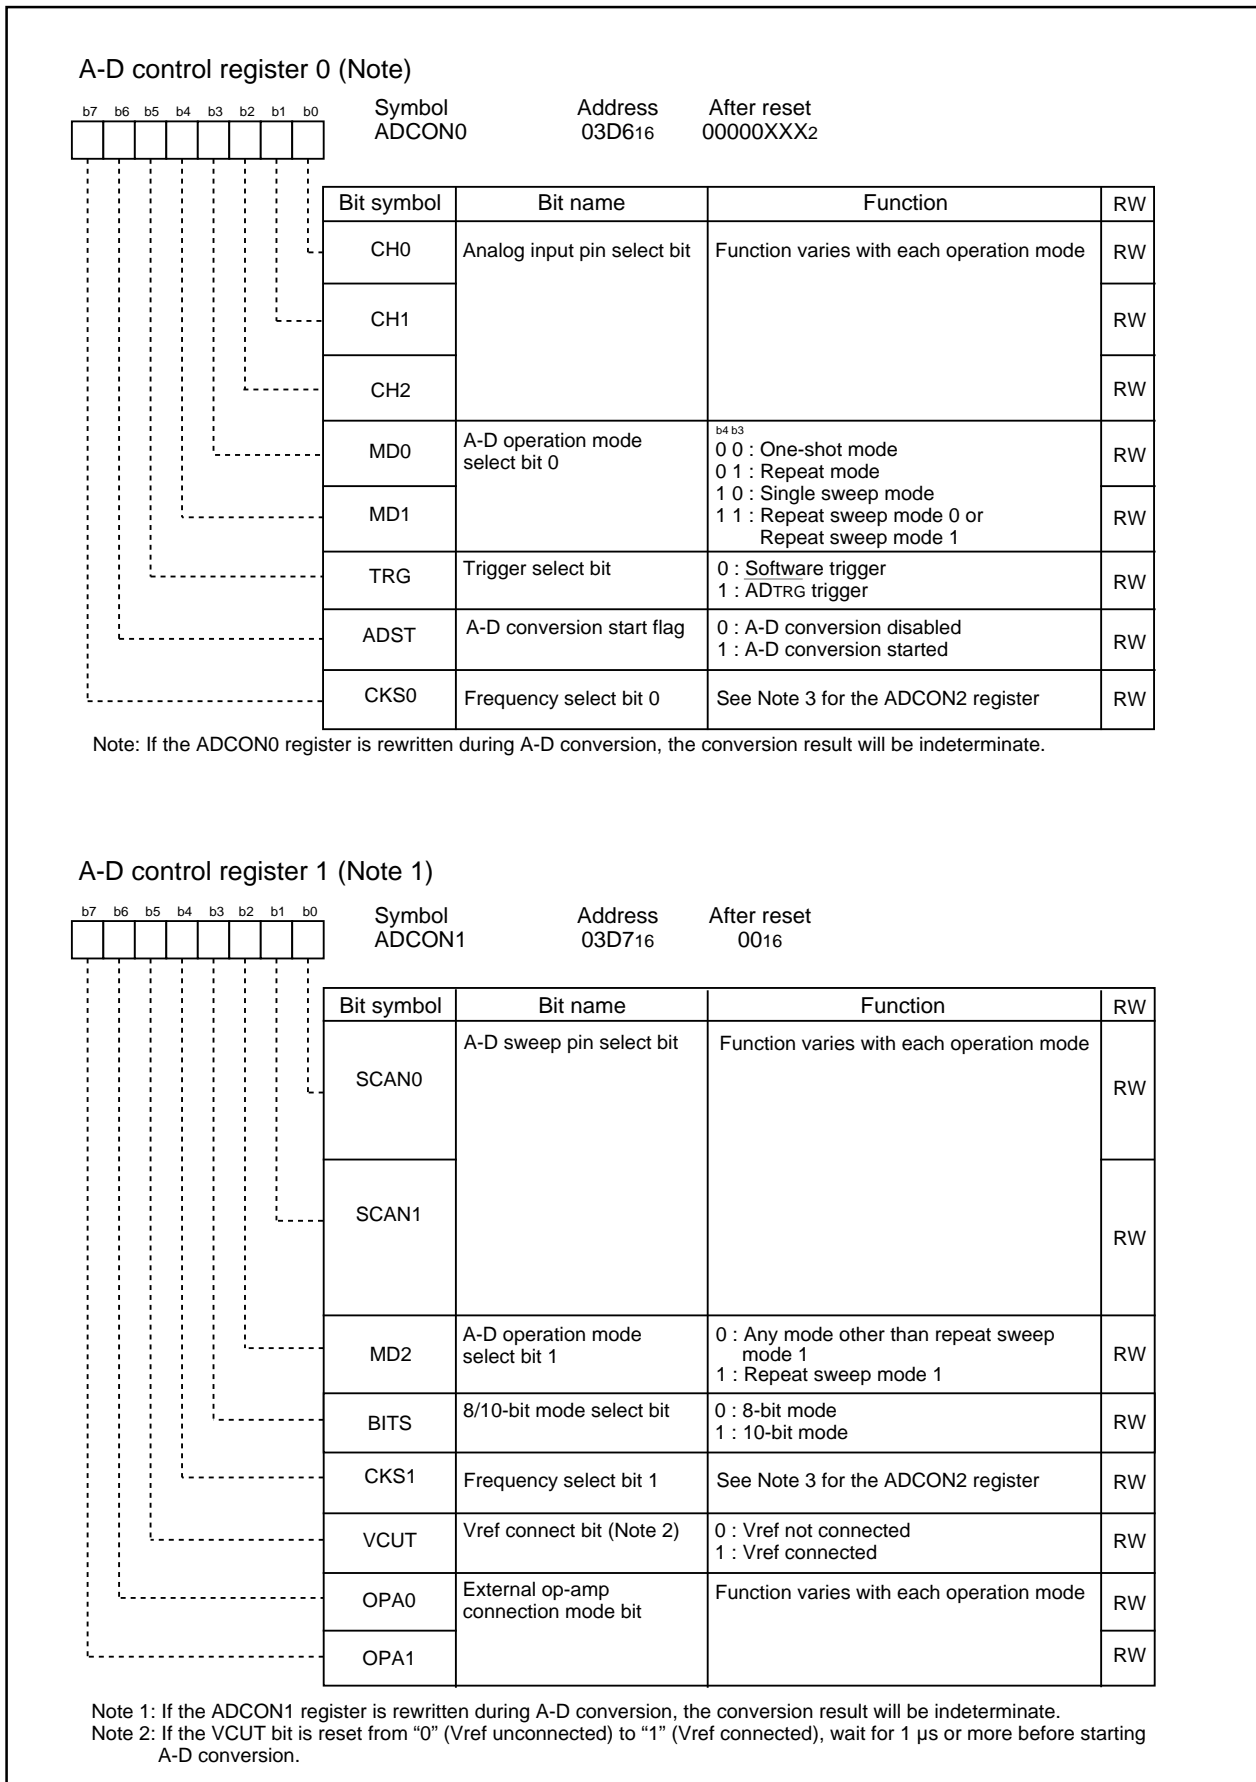 A-D control register 0 (Note)
b7 b6 b5 b4 b3 b2 b1 b0
Symbol Address After reset
ADCON0 03D616 00000XXX2
Bit symbol Bit name Function RW
CH0 Analog input pin select bit Function varies with each operation mode RW
CH1 RW
CH2 RW
MD0 A-D operation mode select bit 0 RW
b4 b3
0 0 : One-shot mode
0 1 : Repeat mode
1 0 : Single sweep mode
1 1 : Repeat sweep mode 0 or
Repeat sweep mode 1
MD1 RW
TRG Trigger select bit RW
0 : Software trigger
1 : ADTRG trigger
ADST A-D conversion start flag RW
0 : A-D conversion disabled
1 : A-D conversion started
CKS0 Frequency select bit 0 See Note 3 for the ADCON2 register RW
Note: If the ADCON0 register is rewritten during A-D conversion, the conversion result will be indeterminate.
A-D control register 1 (Note 1)
b7 b6 b5 b4 b3 b2 b1 b0
Symbol Address After reset
ADCON1 03D716 0016
Bit symbol Bit name Function RW
SCAN0 A-D sweep pin select bit Function varies with each operation mode RW
SCAN1 RW
MD2 A-D operation mode select bit 1 RW
0 : Any mode other than repeat sweep
mode 1
1 : Repeat sweep mode 1
BITS 8/10-bit mode select bit RW
0 : 8-bit mode
1 : 10-bit mode
CKS1 Frequency select bit 1 See Note 3 for the ADCON2 register RW
VCUT Vref connect bit (Note 2) RW
0 : Vref not connected
1 : Vref connected
OPA0 External op-amp connection mode bit Function varies with each operation mode RW
OPA1 RW
Note 1: If the ADCON1 register is rewritten during A-D conversion, the conversion result will be indeterminate.
Note 2: If the VCUT bit is reset from “0” (Vref unconnected) to “1” (Vref connected), wait for 1 µs or more before starting
A-D conversion.